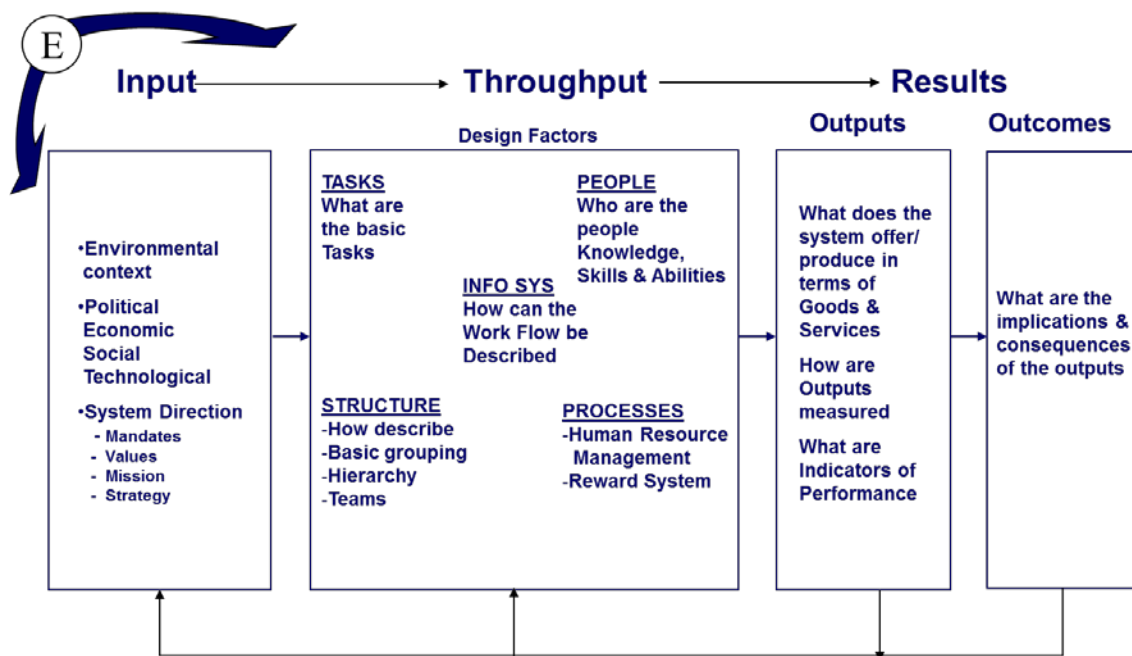 E
Input
Throughput
Results
Outputs
Outcomes
Design Factors
•Environmental
context
•Political
Economic
Social
Technological
•System Direction
- Mandates
- Values
- Mission
- Strategy
TASKS
What are
the basic
Tasks
PEOPLE
Who are the
people
Knowledge,
Skills & Abilities
INFO SYS
How can the
Work Flow be
Described
STRUCTURE
-How describe
-Basic grouping
-Hierarchy
-Teams
PROCESSES
-Human Resource
Management
-Reward System
What does the
system offer/
produce in
terms of
Goods &
Services
How are
Outputs
measured
What are
Indicators of
Performance
What are the
implications &
consequences
of the outputs